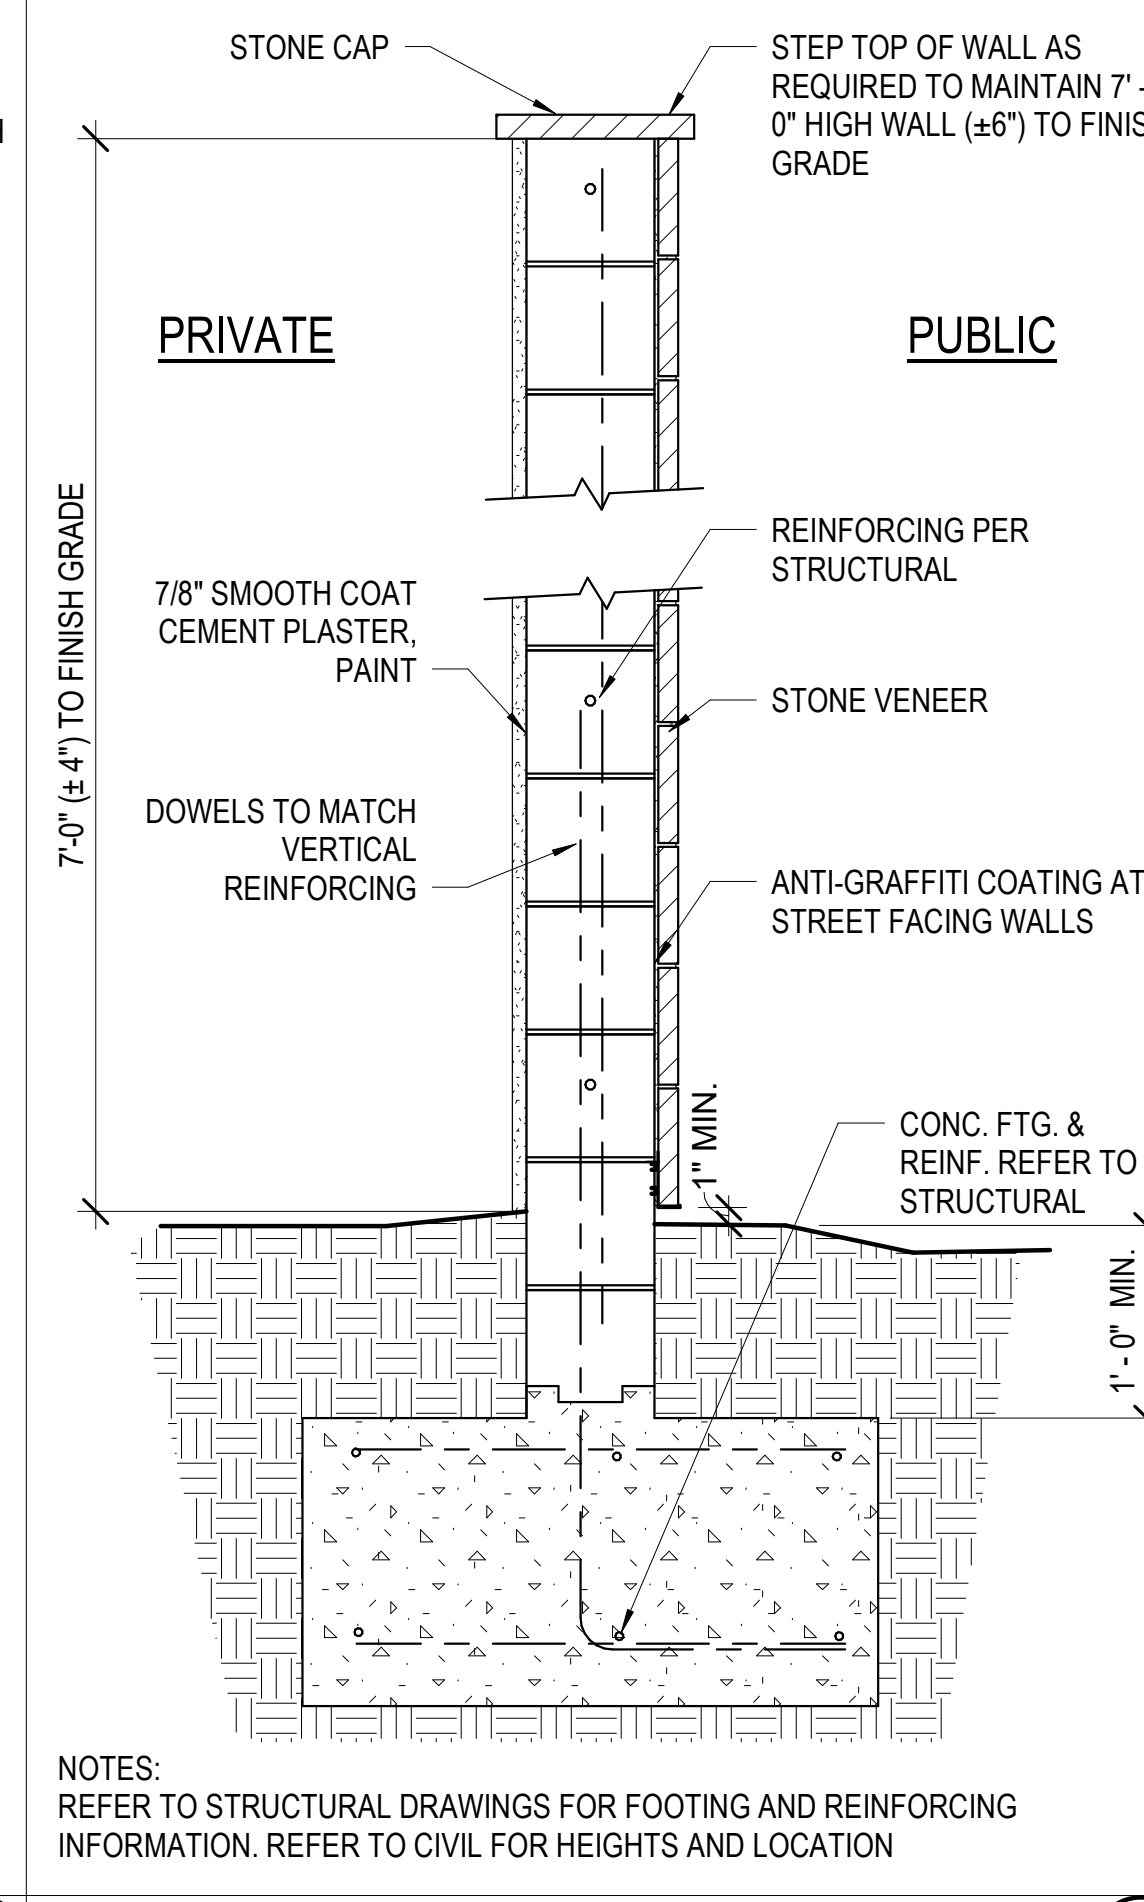 STONE CAP
STEP TOP OF WALL AS
REQUIRED TO MAINTAIN 7' -
0" HIGH WALL (±6") TO FINIS
GRADE
PRIVATE
PUBLIC
7'-0" (± 4") TO FINISH GRADE
REINFORCING PER
STRUCTURAL
7/8" SMOOTH COAT
CEMENT PLASTER,
PAINT
STONE VENEER
DOWELS TO MATCH
VERTICAL
REINFORCING
ANTI-GRAFFITI COATING AT
STREET FACING WALLS
1" MIN.
CONC. FTG. &
REINF. REFER TO
STRUCTURAL
1' - 0" MIN.
NOTES:
REFER TO STRUCTURAL DRAWINGS FOR FOOTING AND REINFORCING
INFORMATION. REFER TO CIVIL FOR HEIGHTS AND LOCATION